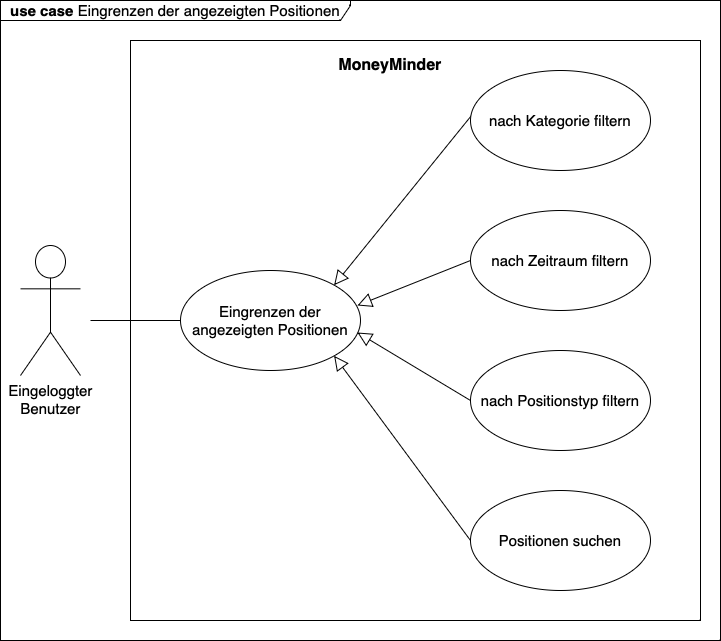 use case Eingrenzen der angezeigten Positionen
MoneyMinder
nach Kategorie filtern
nach Zeitraum filtern
Eingrenzen der
angezeigten Positionen
Eingeloggter
Benutzer
nach Positionstyp filtern
Positionen suchen